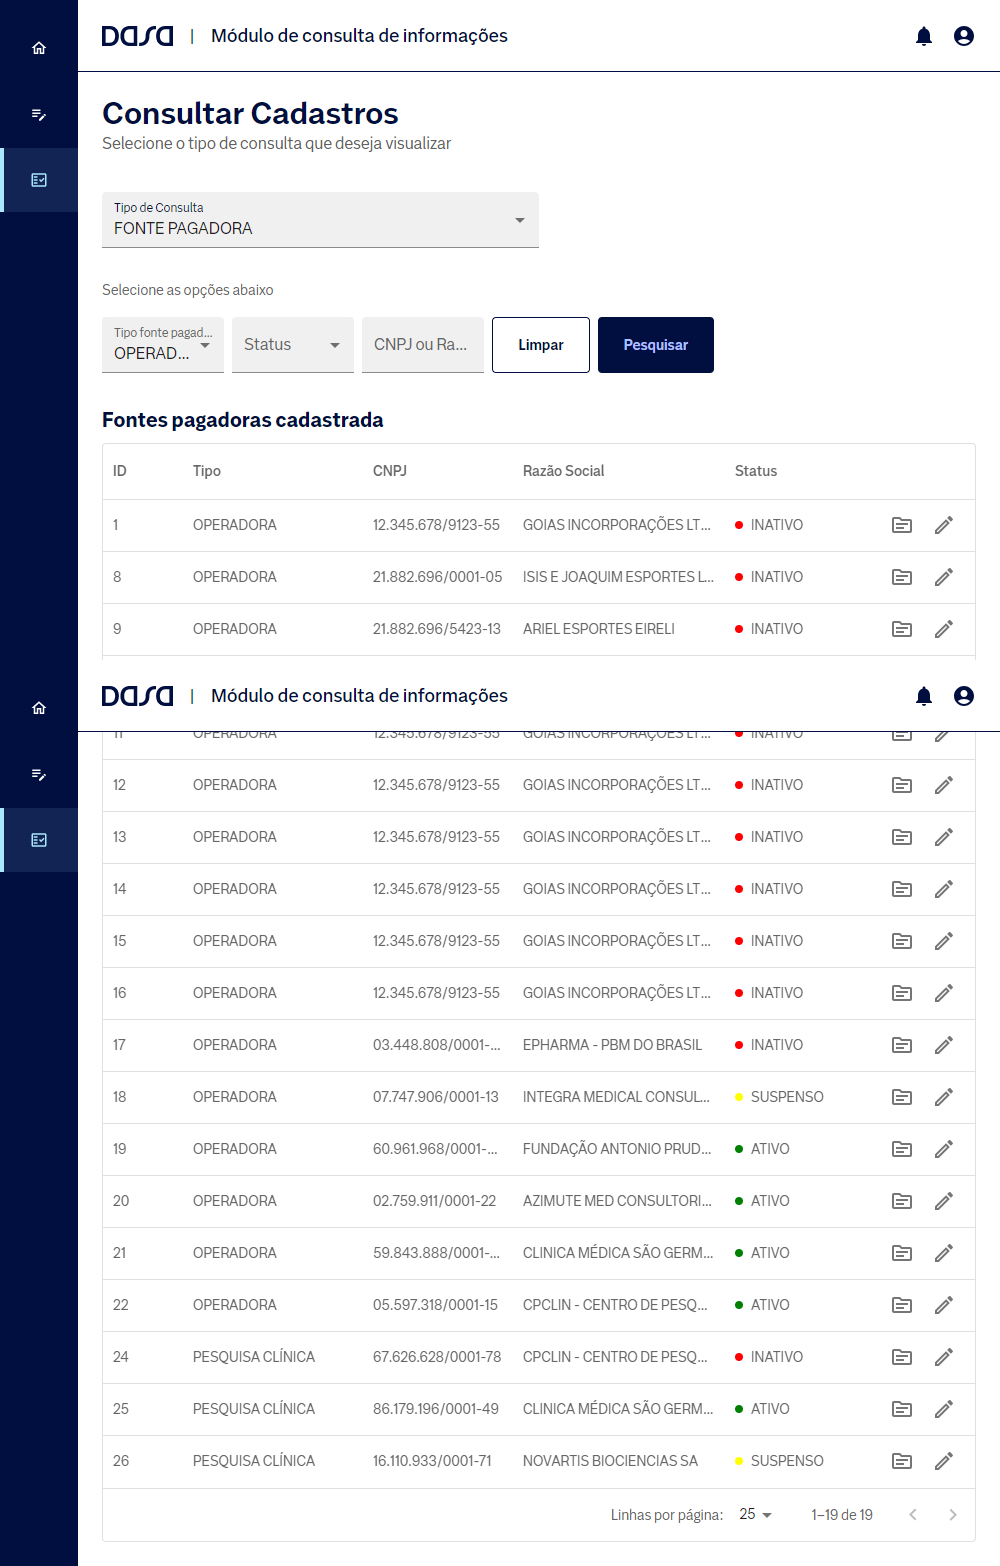 DASA | Módulo de consulta de informações
Consultar Cadastros
Selecione o tipo de consulta que deseja visualizar
Tipo de Consulta
FONTE PAGADORA
Selecione as opções abaixo
Tipo fonte pagad...
OPERAD...
Status
CNPJ ou Ra...
Limpar
Pesquisar
Fontes pagadoras cadastrada
ID Tipo CNPJ Razão Social Status
1 OPERADORA 12.345.678/9123-55 GOIAS INCORPORAÇÕES LT... INATIVO
8 OPERADORA 21.882.696/0001-05 ISIS E JOAQUIM ESPORTES L... INATIVO
9 OPERADORA 21.882.696/5423-13 ARIEL ESPORTES EIRELI INATIVO
DASA | Módulo de consulta de informações
11 OPERADORA 12.345.678/9123-55 GOIAS INCORPORAÇÕES LT... INATIVO
12 OPERADORA 12.345.678/9123-55 GOIAS INCORPORAÇÕES LT... INATIVO
13 OPERADORA 12.345.678/9123-55 GOIAS INCORPORAÇÕES LT... INATIVO
14 OPERADORA 12.345.678/9123-55 GOIAS INCORPORAÇÕES LT... INATIVO
15 OPERADORA 12.345.678/9123-55 GOIAS INCORPORAÇÕES LT... INATIVO
16 OPERADORA 12.345.678/9123-55 GOIAS INCORPORAÇÕES LT... INATIVO
17 OPERADORA 03.448.808/0001-... EPHARMA - PBM DO BRASIL INATIVO
18 OPERADORA 07.747.906/0001-13 INTEGRA MEDICAL CONSUL... SUSPENSO
19 OPERADORA 60.961.968/0001-... FUNDAÇÃO ANTONIO PRUD... ATIVO
20 OPERADORA 02.759.911/0001-22 AZIMUTE MED CONSULTORI... ATIVO
21 OPERADORA 59.843.888/0001-... CLINICA MÉDICA SÃO GERM... ATIVO
22 OPERADORA 05.597.318/0001-15 CPCLIN - CENTRO DE PESQ... ATIVO
24 PESQUISA CLÍNICA 67.626.628/0001-78 CPCLIN - CENTRO DE PESQ... INATIVO
25 PESQUISA CLÍNICA 86.179.196/0001-49 CLINICA MÉDICA SÃO GERM... ATIVO
26 PESQUISA CLÍNICA 16.110.933/0001-71 NOVARTIS BIOCIENCIAS SA SUSPENSO
Linhas por página: 25 1–19 de 19